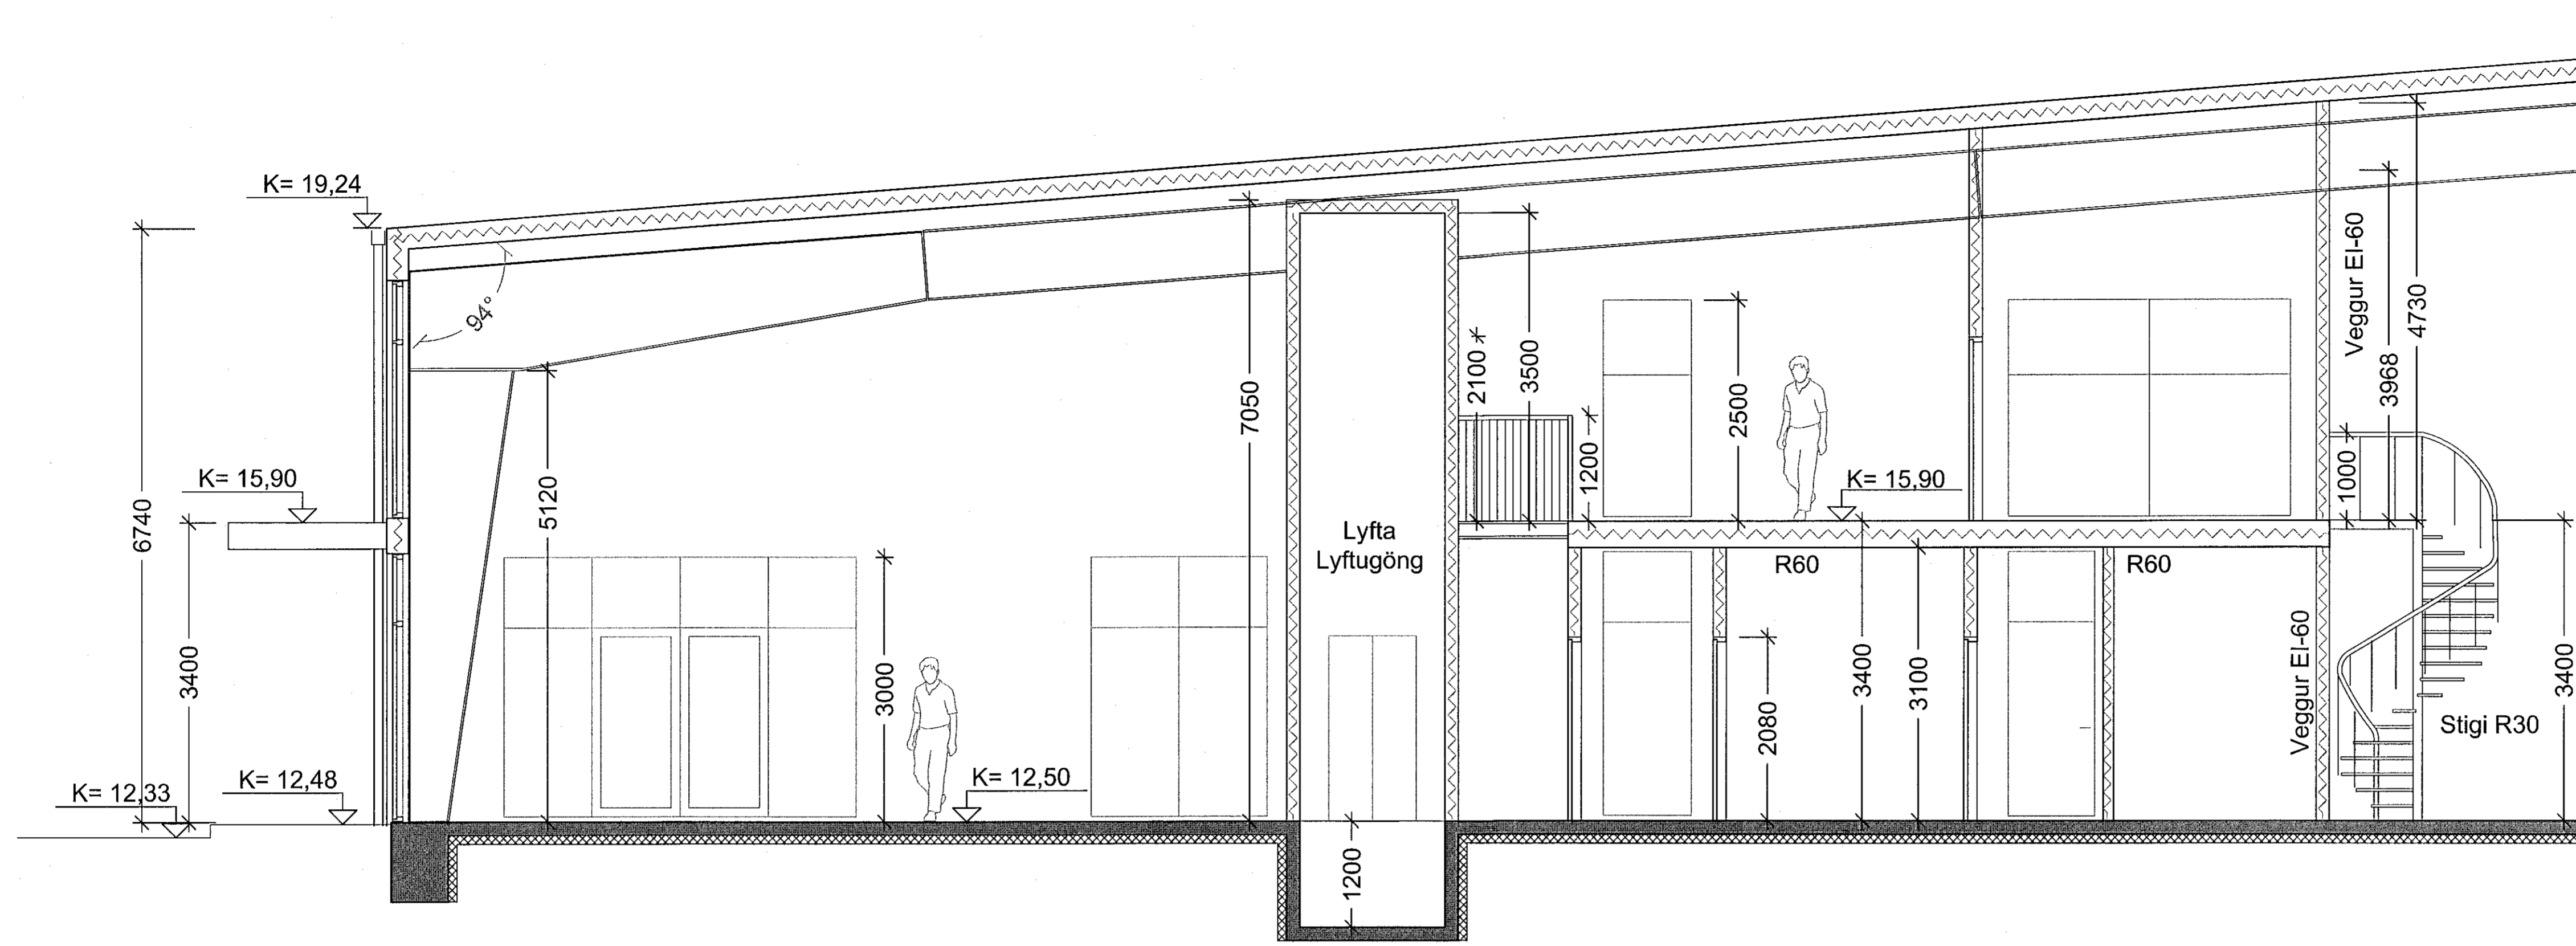 K= 19,24
94°
K= 15,90
6740
3400
5120
K= 12,33
K= 12,48
3000
K= 12,50
7050
Lyfta
Lyftugöng
1200
2100
3500
1200
2500
K= 15,90
R60
R60
2080
3400
3100
Veggur EI-60
3968
4730
1000
Veggur EI-60
Stigi R30
3400